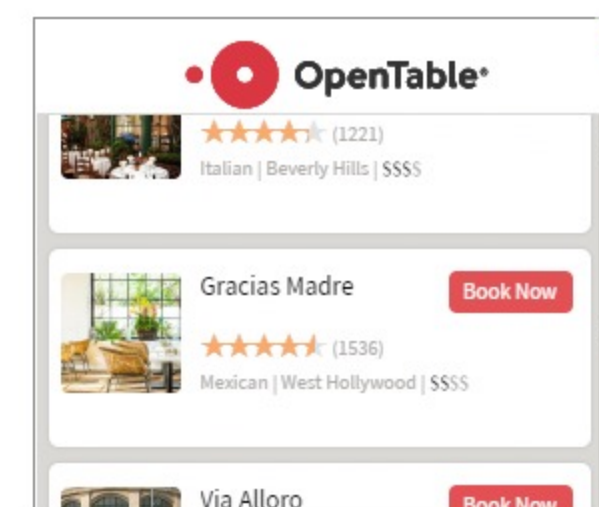 OpenTable®
(1221)
Italian | Beverly Hills | $$$$
Gracias Madre
Book Now
(1536)
Mexican | West Hollywood | $$$$
Via Alloro
Book Now